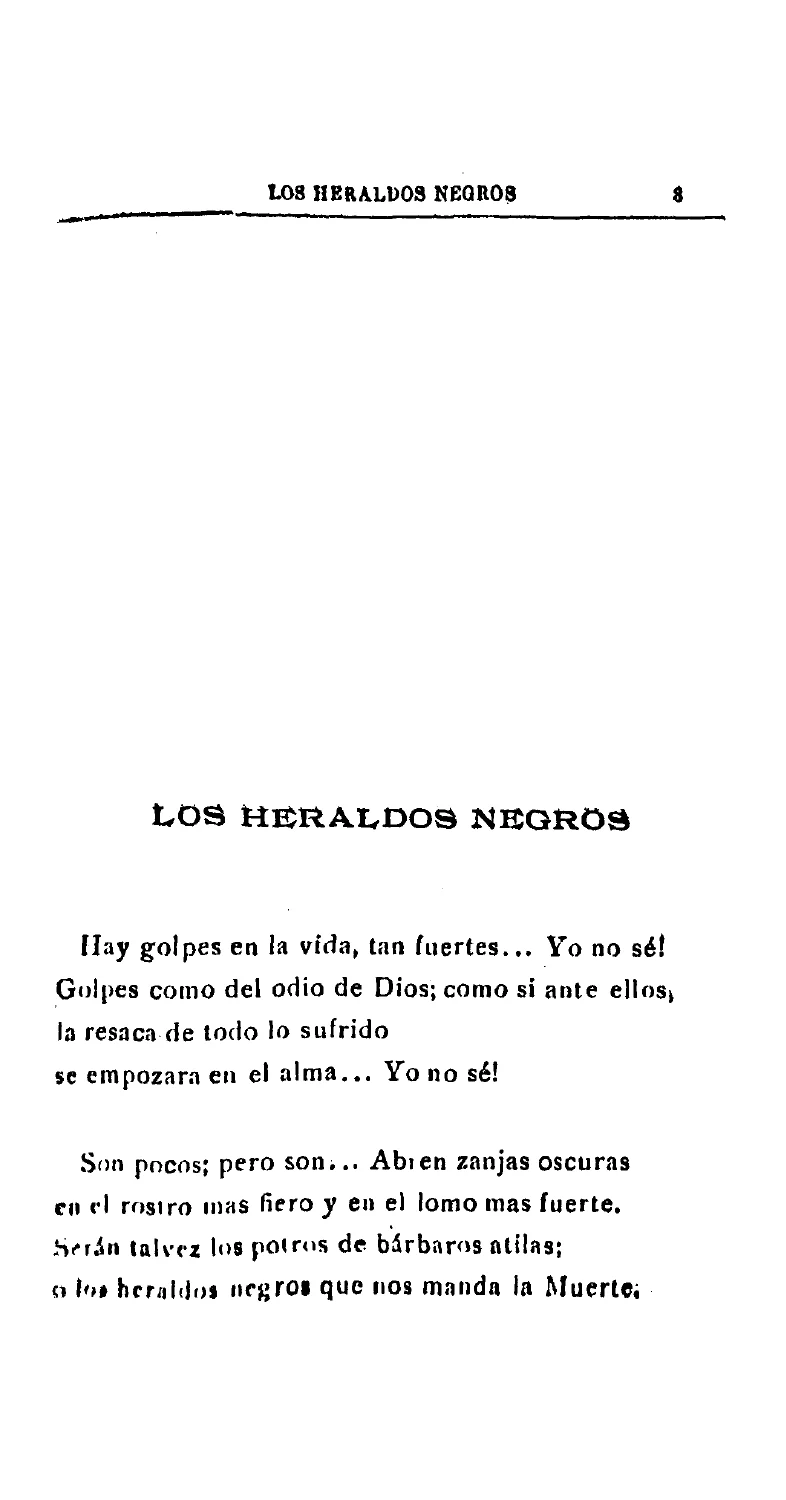 LOS HERALDOS NEGROS 3
LOS HERALDOS NEGROS
Hay golpes en la vida, tan fuertes... Yo no sé!
Golpes como del odio de Dios; como si ante ellos,
la resaca de todo lo sufrido
se empozara en el alma... Yo no sé!
Son pocos; pero son... Abren zanjas oscuras
en el rostro mas fiero y en el lomo mas fuerte.
Serán talvez los potros de bárbaros atilas;
o los heraldos negros que nos manda la Muerte.